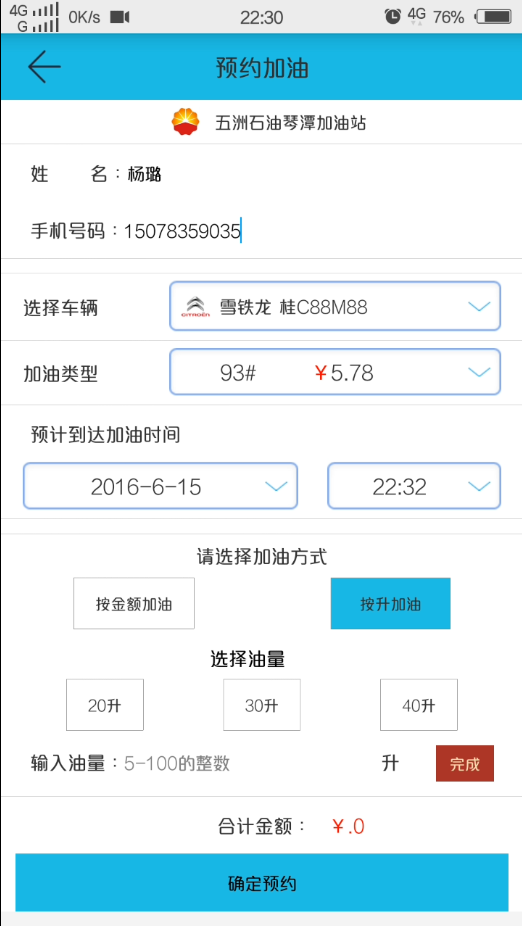 4G 0K/s 22:30 4G 76%
G
预约加油
五洲石油琴潭加油站
姓 名：杨璐
手机号码：15078359035
选择车辆 CITROËN 雪铁龙 桂C88M88
加油类型 93# ￥5.78
预计到达加油时间
2016-6-15 22:32
请选择加油方式
按金额加油 按升加油
选择油量
20升 30升 40升
输入油量：5-100的整数 升 完成
合计金额： ￥.0
确定预约